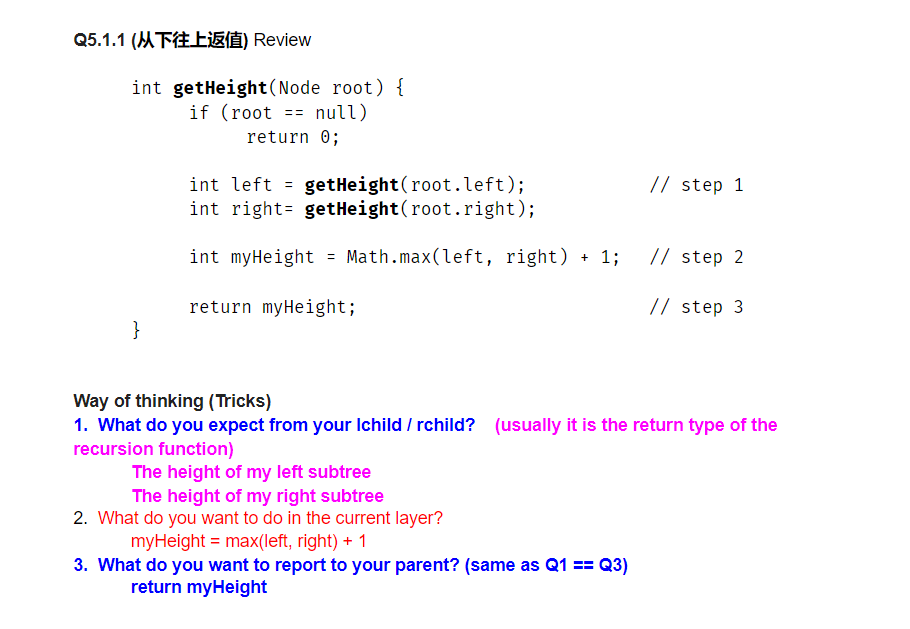 Q5.1.1 (从下往上返值) Review
int getHeight(Node root) {
if (root == null)
return 0;
int left = getHeight(root.left); // step 1
int right= getHeight(root.right);
int myHeight = Math.max(left, right) + 1; // step 2
return myHeight; // step 3
}
Way of thinking (Tricks)
1. What do you expect from your lchild / rchild? (usually it is the return type of the
recursion function)
The height of my left subtree
The height of my right subtree
2. What do you want to do in the current layer?
myHeight = max(left, right) + 1
3. What do you want to report to your parent? (same as Q1 == Q3)
return myHeight